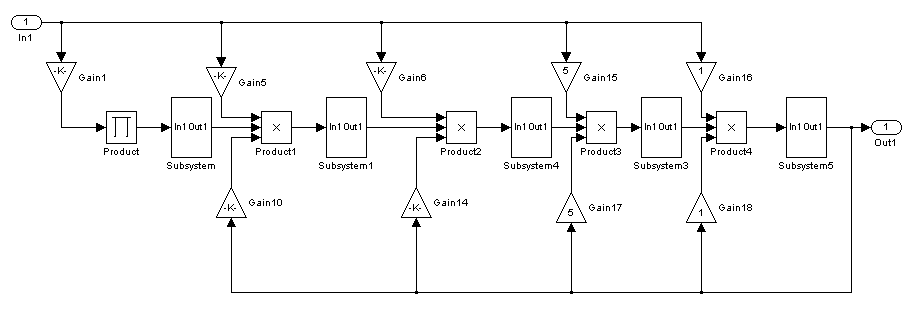 1
In1
-K-
Gain1
-K-
Gain5
-K-
Gain6
5
Gain15
1
Gain16
Product
In1 Out1
Subsystem
×
Product1
In1 Out1
Subsystem1
×
Product2
In1 Out1
Subsystem4
×
Product3
In1 Out1
Subsystem3
×
Product4
In1 Out1
Subsystem5
1
Out1
-K-
Gain10
-K-
Gain14
5
Gain17
1
Gain18